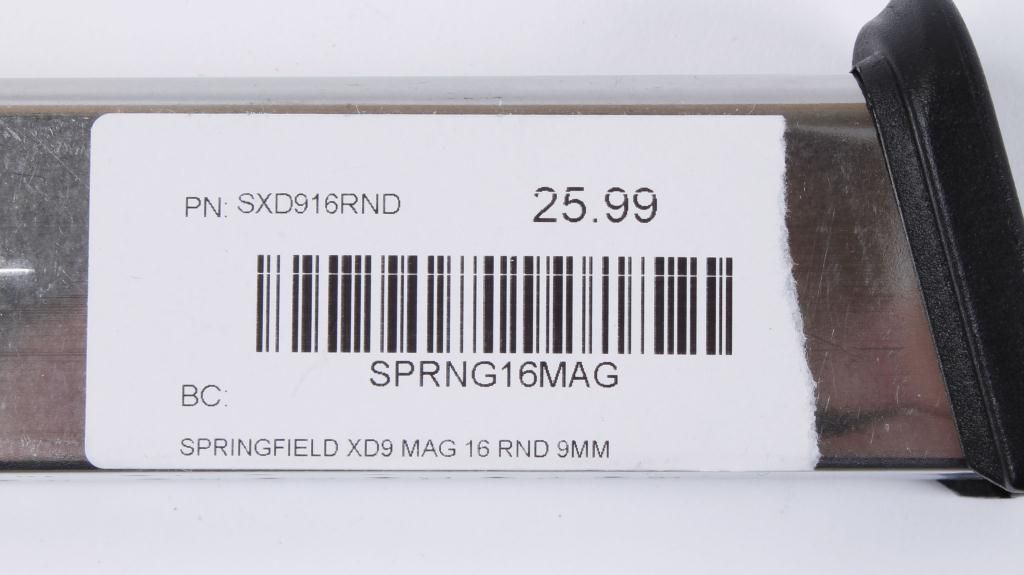 PN: SXD916RND 25.99
SPRNG16MAG
BC:
SPRINGFIELD XD9 MAG 16 RND 9MM